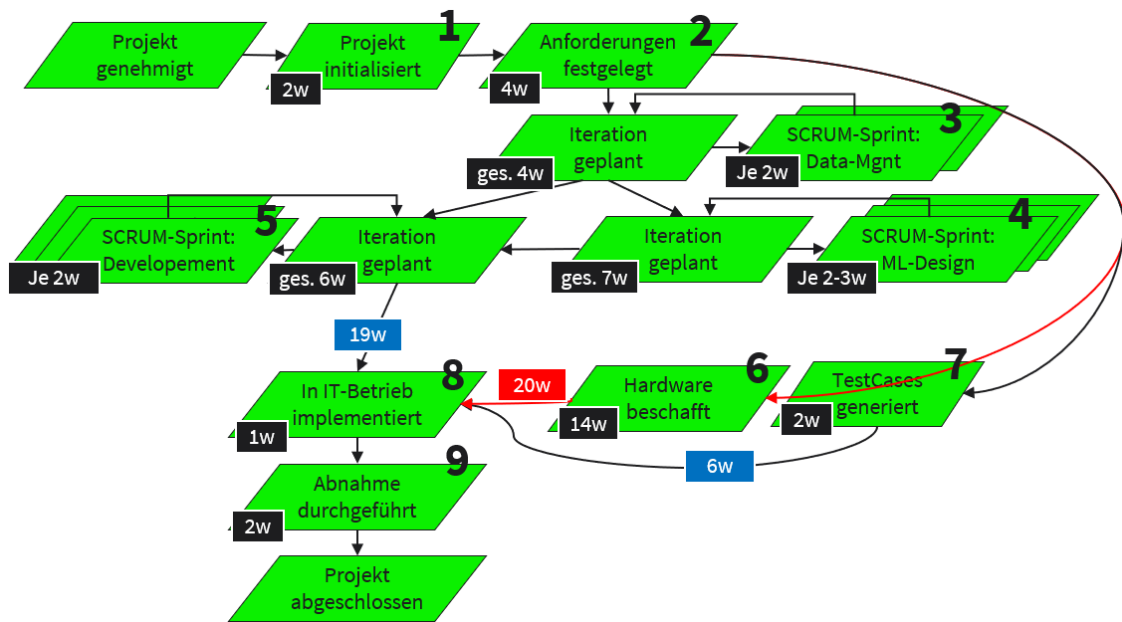 Projekt
genehmigt
1
Projekt
initialisiert
2w
2
Anforderungen
festgelegt
4w
Iteration
geplant
ges. 4w
3
SCRUM-Sprint:
Data-Mgnt
Je 2w
5
SCRUM-Sprint:
Developement
Je 2w
Iteration
geplant
ges. 6w
Iteration
geplant
ges. 7w
4
SCRUM-Sprint:
ML-Design
Je 2-3w
19w
8
In IT-Betrieb
implementiert
1w
20w
6
Hardware
beschafft
14w
7
TestCases
generiert
2w
6w
9
Abnahme
durchgeführt
2w
Projekt
abgeschlossen